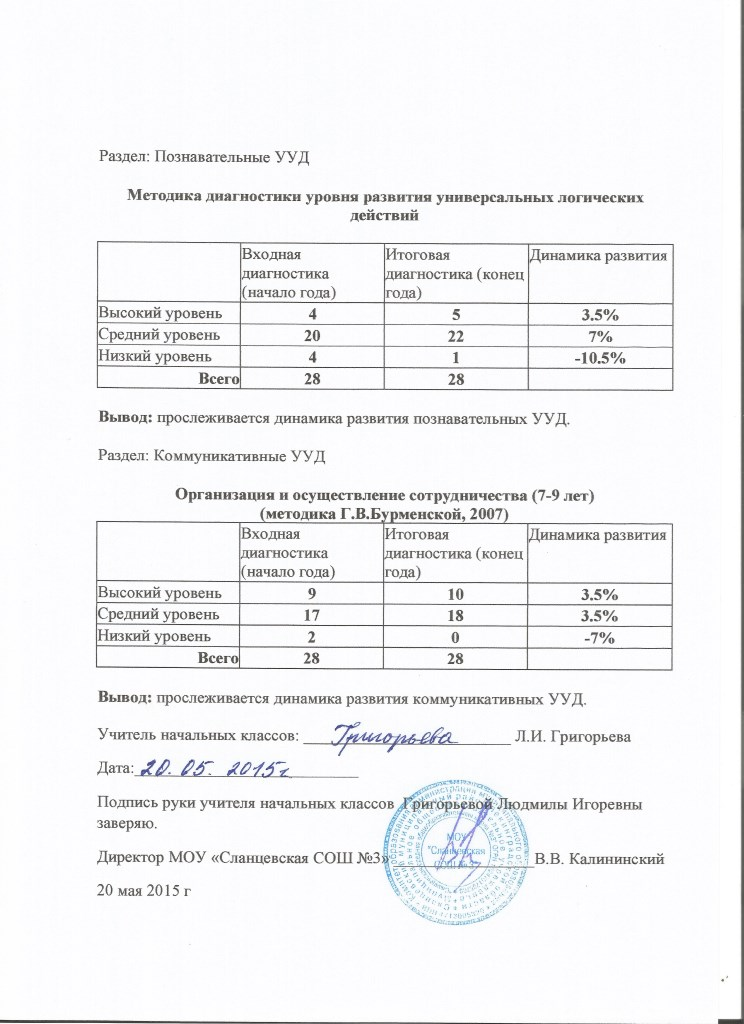 Раздел: Познавательные УУД
Методика диагностики уровня развития универсальных логических
действий
Входная диагностика (начало года) Итоговая диагностика (конец года) Динамика развития
Высокий уровень 4 5 3.5%
Средний уровень 20 22 7%
Низкий уровень 4 1 -10.5%
Всего 28 28
Вывод: прослеживается динамика развития познавательных УУД.
Раздел: Коммуникативные УУД
Организация и осуществление сотрудничества (7-9 лет)
(методика Г.В.Бурменской, 2007)
Входная диагностика (начало года) Итоговая диагностика (конец года) Динамика развития
Высокий уровень 9 10 3.5%
Средний уровень 17 18 3.5%
Низкий уровень 2 0 -7%
Всего 28 28
Вывод: прослеживается динамика развития коммуникативных УУД.
Учитель начальных классов: Григорьева Л.И. Григорьева
Дата: 20.05.2015г
Подпись руки учителя начальных классов Григорьевой Людмилы Игоревны
заверяю.
Директор МОУ «Сланцевская СОШ №3» В.В. Калининский
МОУ
"Сланцевская
СОШ №3"
20 мая 2015 г